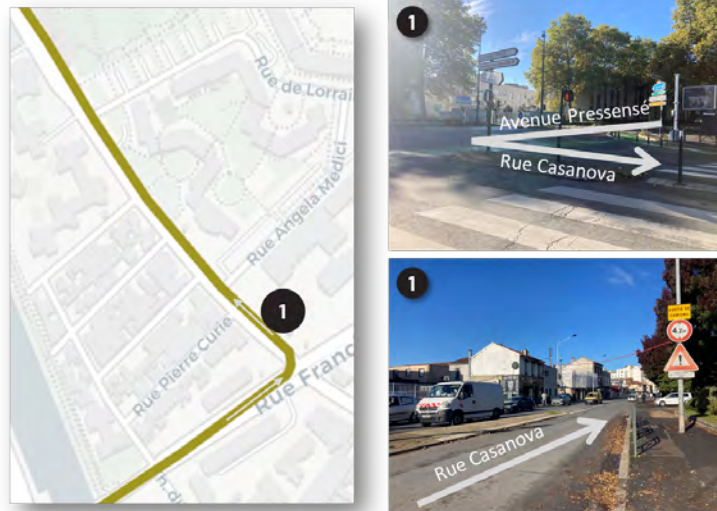 Rue de Lorrai
Rue Angela Medici
1
Rue Pierre Curie
Rue Franc
h. du
1
Avenue Pressensé
Rue Casanova
1
4,2m
Rue Casanova